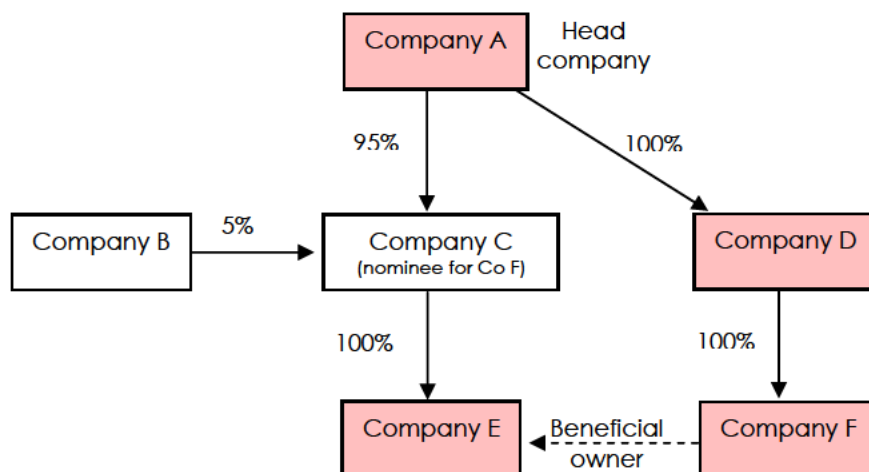 Company A
Head
company
95%
100%
Company B
5%
Company C
(nominee for Co F)
Company D
100%
100%
Company E
Beneficial
owner
Company F